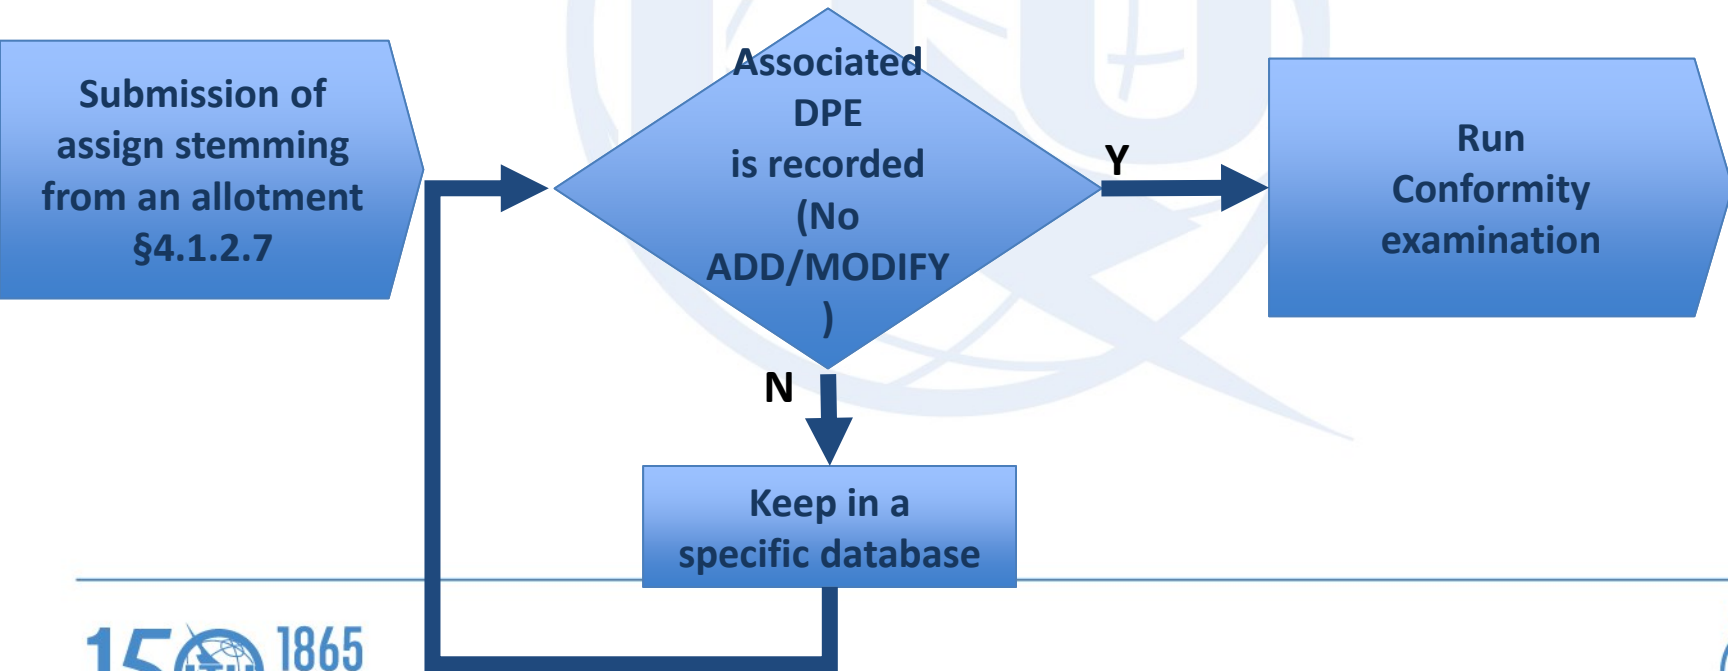 Submission of
assign stemming
from an allotment
§4.1.2.7
Associated
DPE
is recorded
(No
ADD/MODIFY
)
Y
Run
Conformity
examination
N
Keep in a
specific database
1865